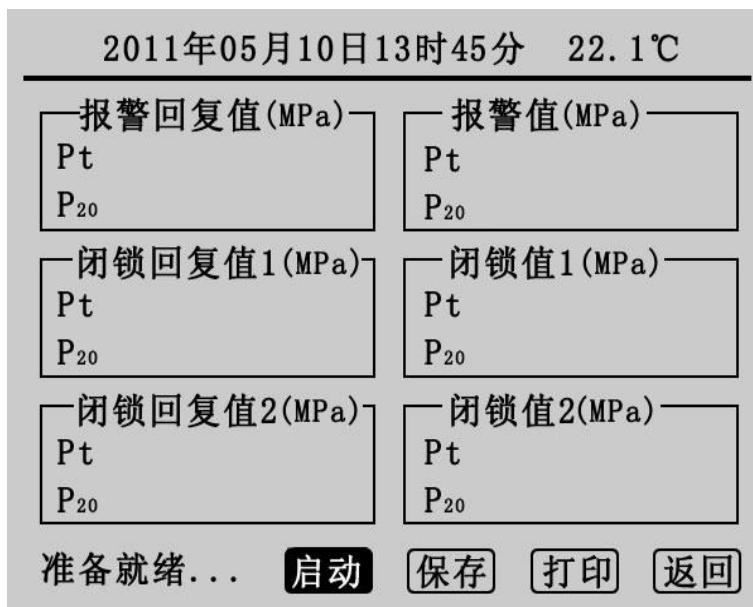 2011年05月10日13时45分 22.1℃
报警回复值(MPa) 报警值(MPa)
Pt Pt
P₂₀ P₂₀
闭锁回复值1(MPa) 闭锁值1(MPa)
Pt Pt
P₂₀ P₂₀
闭锁回复值2(MPa) 闭锁值2(MPa)
Pt Pt
P₂₀ P₂₀
准备就绪... 启动 保存 打印 返回